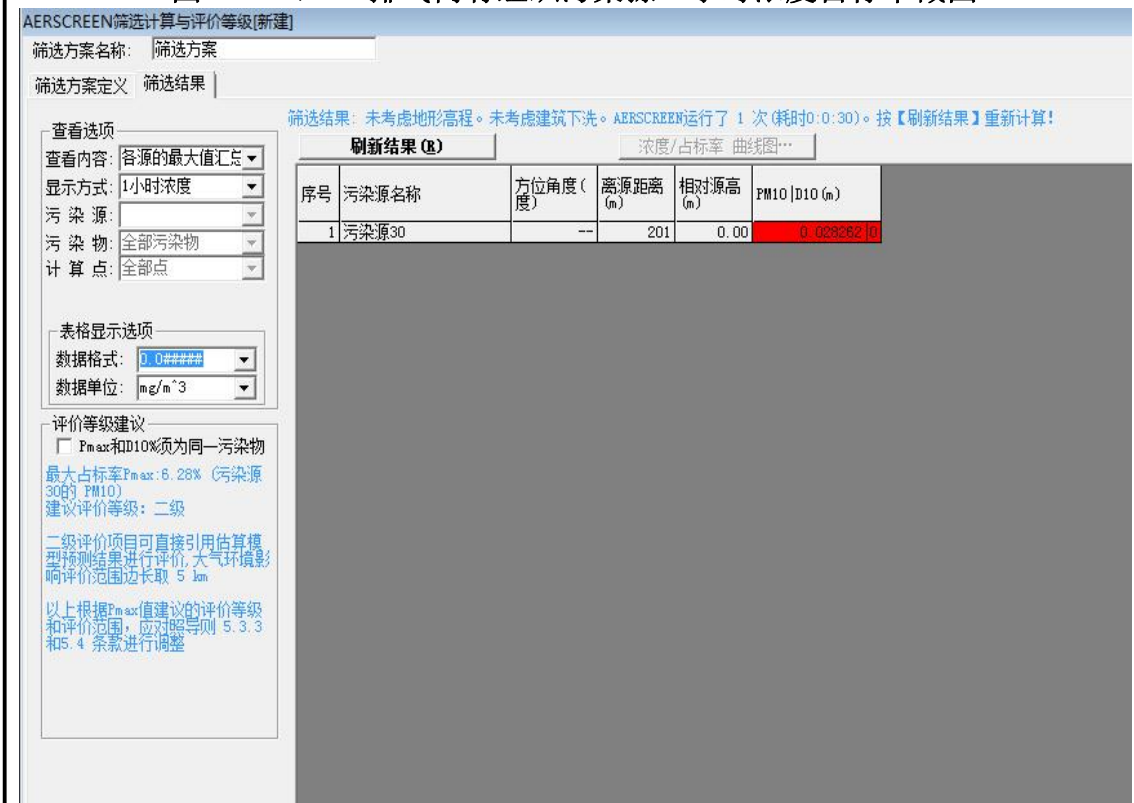 AERSCREEN筛选计算与评价等级[新建]
筛选方案名称: 筛选方案
筛选方案定义 筛选结果
筛选结果: 未考虑地形高程。未考虑建筑下洗。AERSCREEN运行了 1 次(耗时0:0:30)。按【刷新结果】重新计算!
查看选项
查看内容: 各源的最大值汇总
显示方式: 1小时浓度
污 染 源:
污 染 物: 全部污染物
计 算 点: 全部点
表格显示选项
数据格式: 0.0#####
数据单位: mg/m^3
评价等级建议
Pmax和D10%须为同一污染物
最大占标率Pmax:6.28% (污染源
30的 PM10)
建议评价等级: 二级
二级评价项目可直接引用估算模
型预测结果进行评价,大气环境影
响评价范围边长取 5 km
以上根据Pmax值建议的评价等级
和评价范围,应对照导则 5.3.3
和5.4 条款进行调整
刷新结果(R)
浓度/占标率 曲线图…
序号 污染源名称 方位角度(度) 离源距离(m) 相对源高(m) PM10|D10(m)
1 污染源30 -- 201 0.00 0.028262|0